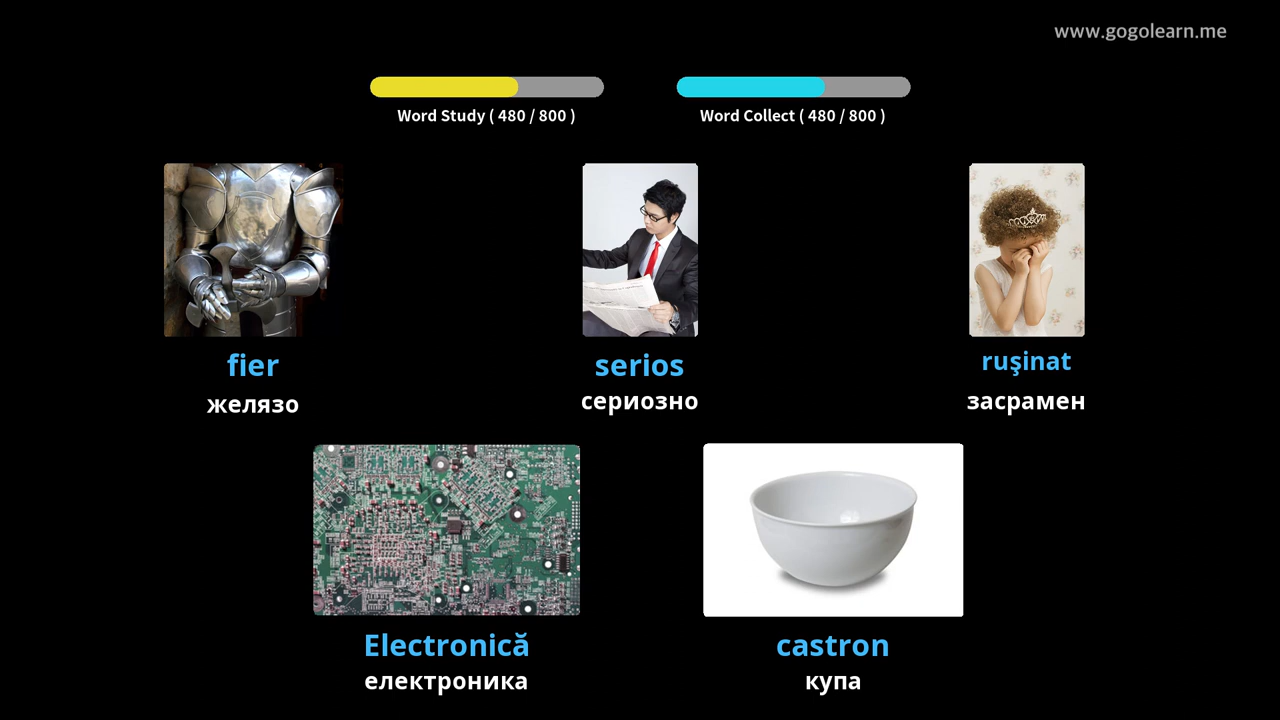 www.gogolearn.me
Word Study ( 480 / 800 )
Word Collect ( 480 / 800 )
fier
serios
ruşinat
желязо
сериозно
засрамен
Electronică
castron
електроника
купа